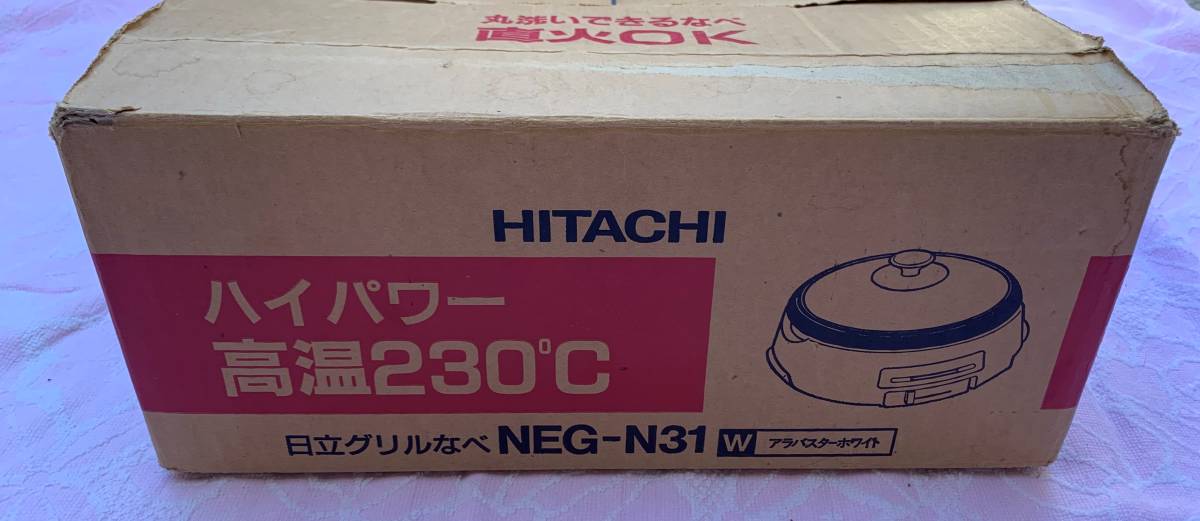 丸洗いできるなべ
直火OK
HITACHI
ハイパワー
高温230℃
日立グリルなべ NEG-N31 W アラバスターホワイト